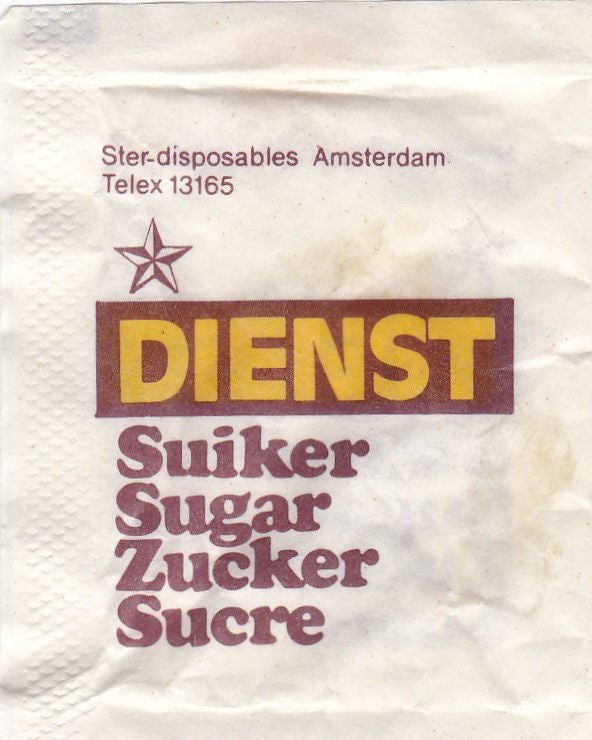 Ster-disposables Amsterdam
Telex 13165
DIENST
Suiker
Sugar
Zucker
Sucre